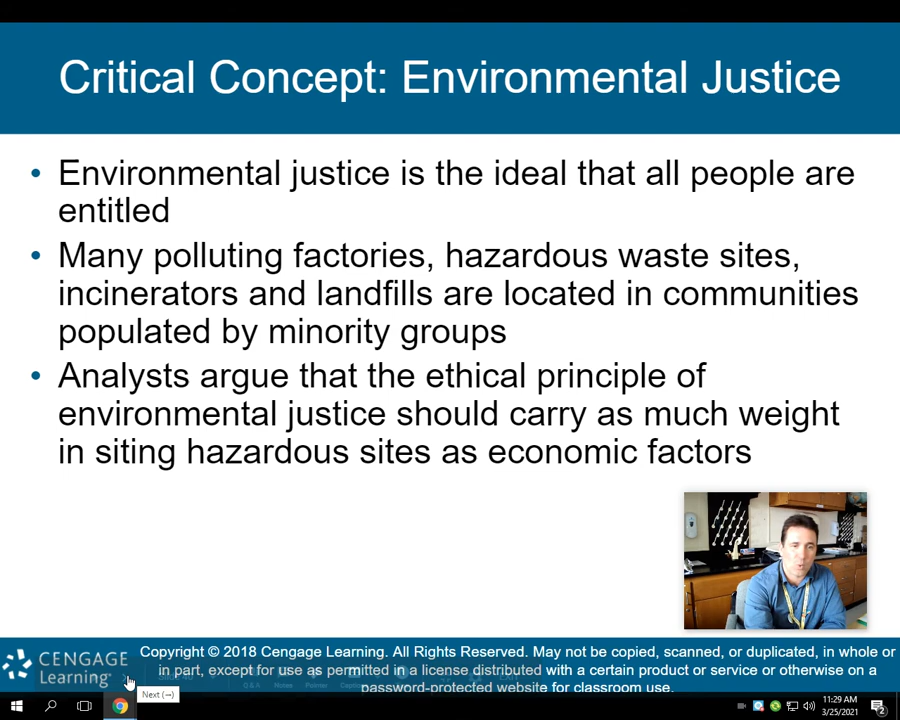 Critical Concept: Environmental Justice
• Environmental justice is the ideal that all people are
entitled
• Many polluting factories, hazardous waste sites,
incinerators and landfills are located in communities
populated by minority groups
• Analysts argue that the ethical principle of
environmental justice should carry as much weight
in siting hazardous sites as economic factors
CENGAGE
Learning™
Copyright © 2018 Cengage Learning. All Rights Reserved. May not be copied, scanned, or duplicated, in whole or
in part, except for use as permitted in a license distributed with a certain product or service or otherwise on a
password-protected website for classroom use.
Q & A Notes Pointer
Next (→)
11:29 AM
3/25/2021
2